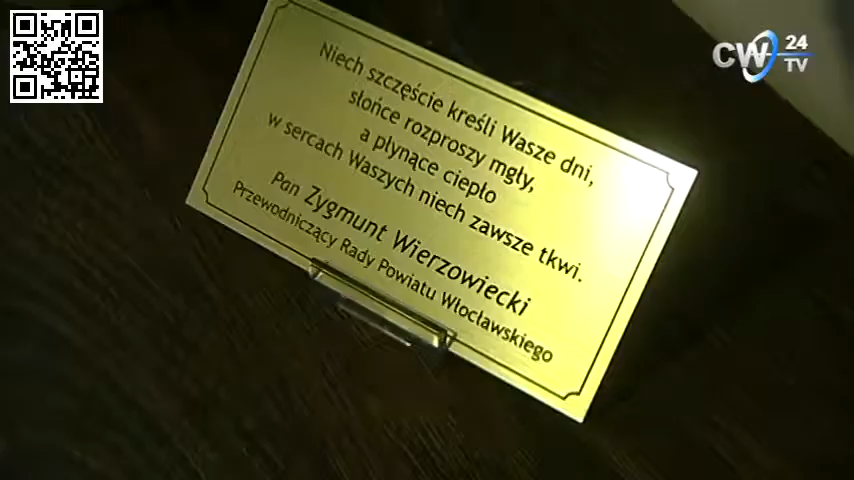 CW 24 TV
Niech szczęście kreśli Wasze dni,
słońce rozproszy mgły,
a płynące ciepło
w sercach Waszych niech zawsze tkwi.
Pan Zygmunt Wierzowiecki
Przewodniczący Rady Powiatu Włocławskiego